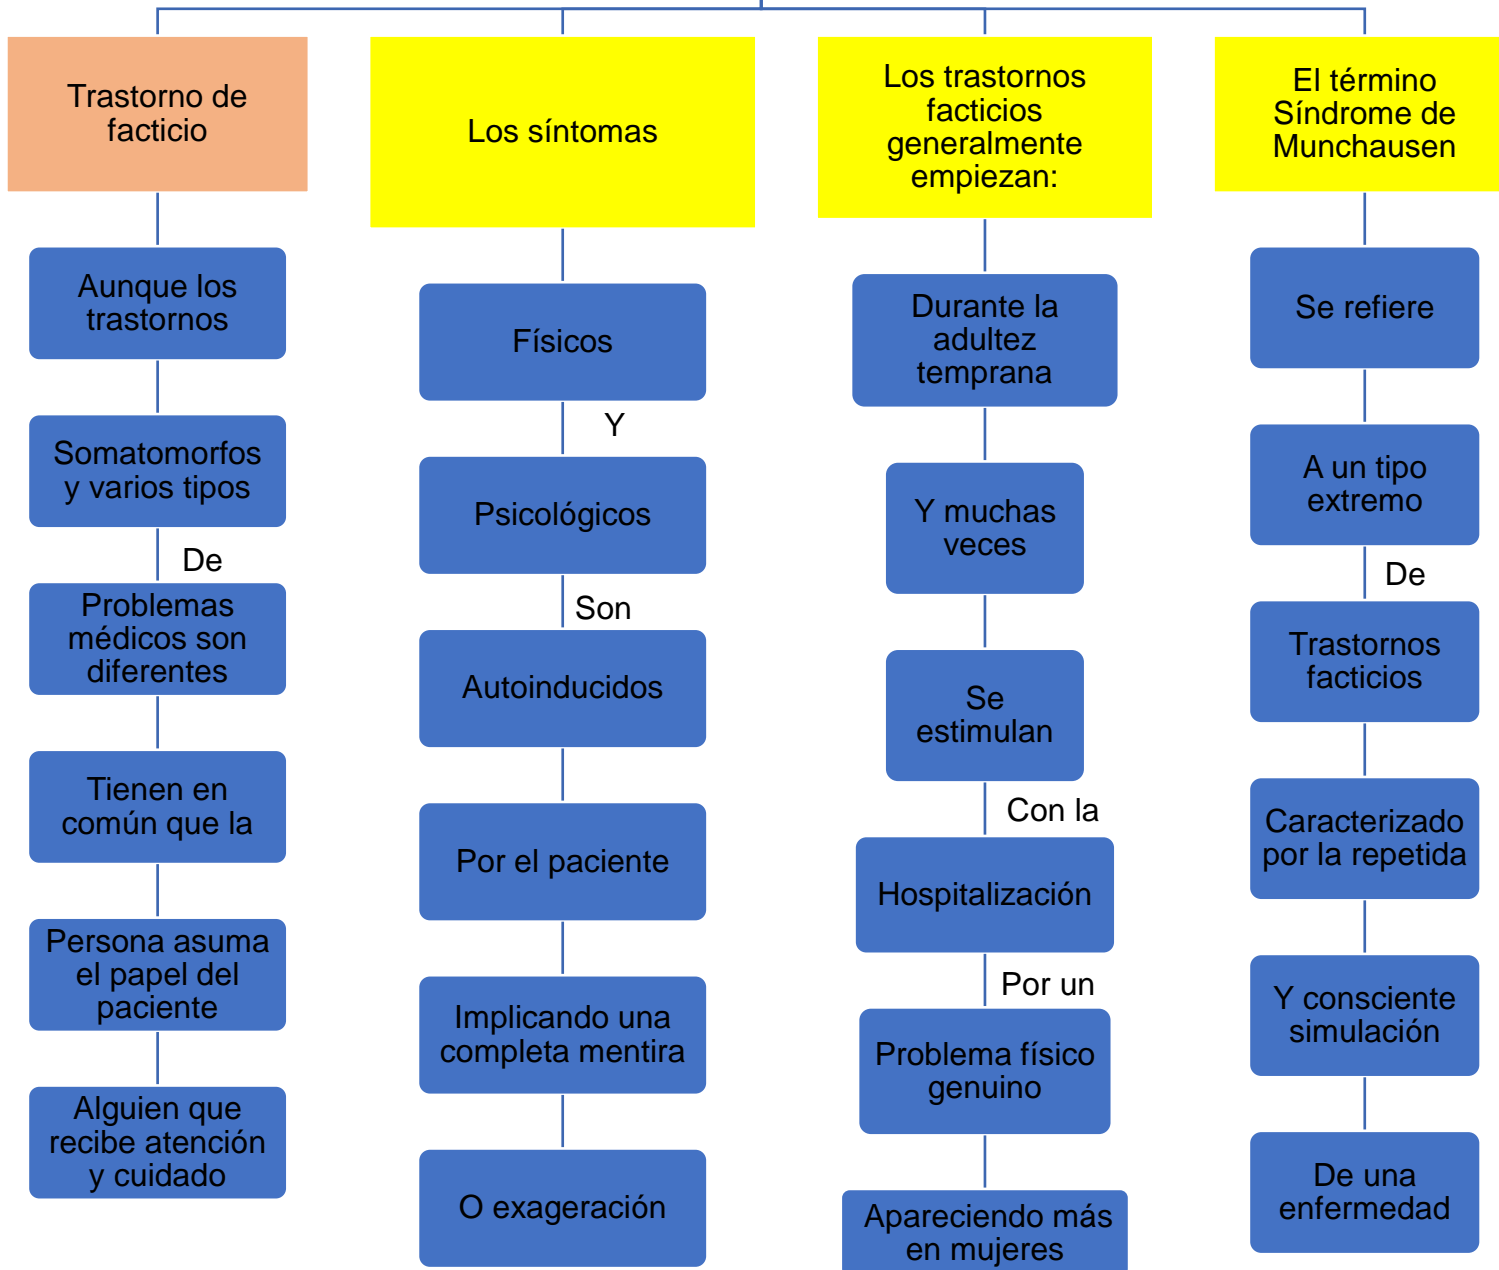 Trastorno de
facticio
Aunque los
trastornos
Somatomorfos
y varios tipos
De
Problemas
médicos son
diferentes
Tienen en
común que la
Persona asuma
el papel del
paciente
Alguien que
recibe atención
y cuidado
Los síntomas
Físicos
Y
Psicológicos
Son
Autoinducidos
Por el paciente
Implicando una
completa mentira
O exageración
Los trastornos
facticios
generalmente
empiezan:
Durante la
adultez
temprana
Y muchas
veces
Se
estimulan
Con la
Hospitalización
Por un
Problema físico
genuino
Apareciendo más
en mujeres
El término
Síndrome de
Munchausen
Se refiere
A un tipo
extremo
De
Trastornos
facticios
Caracterizado
por la repetida
Y consciente
simulación
De una
enfermedad